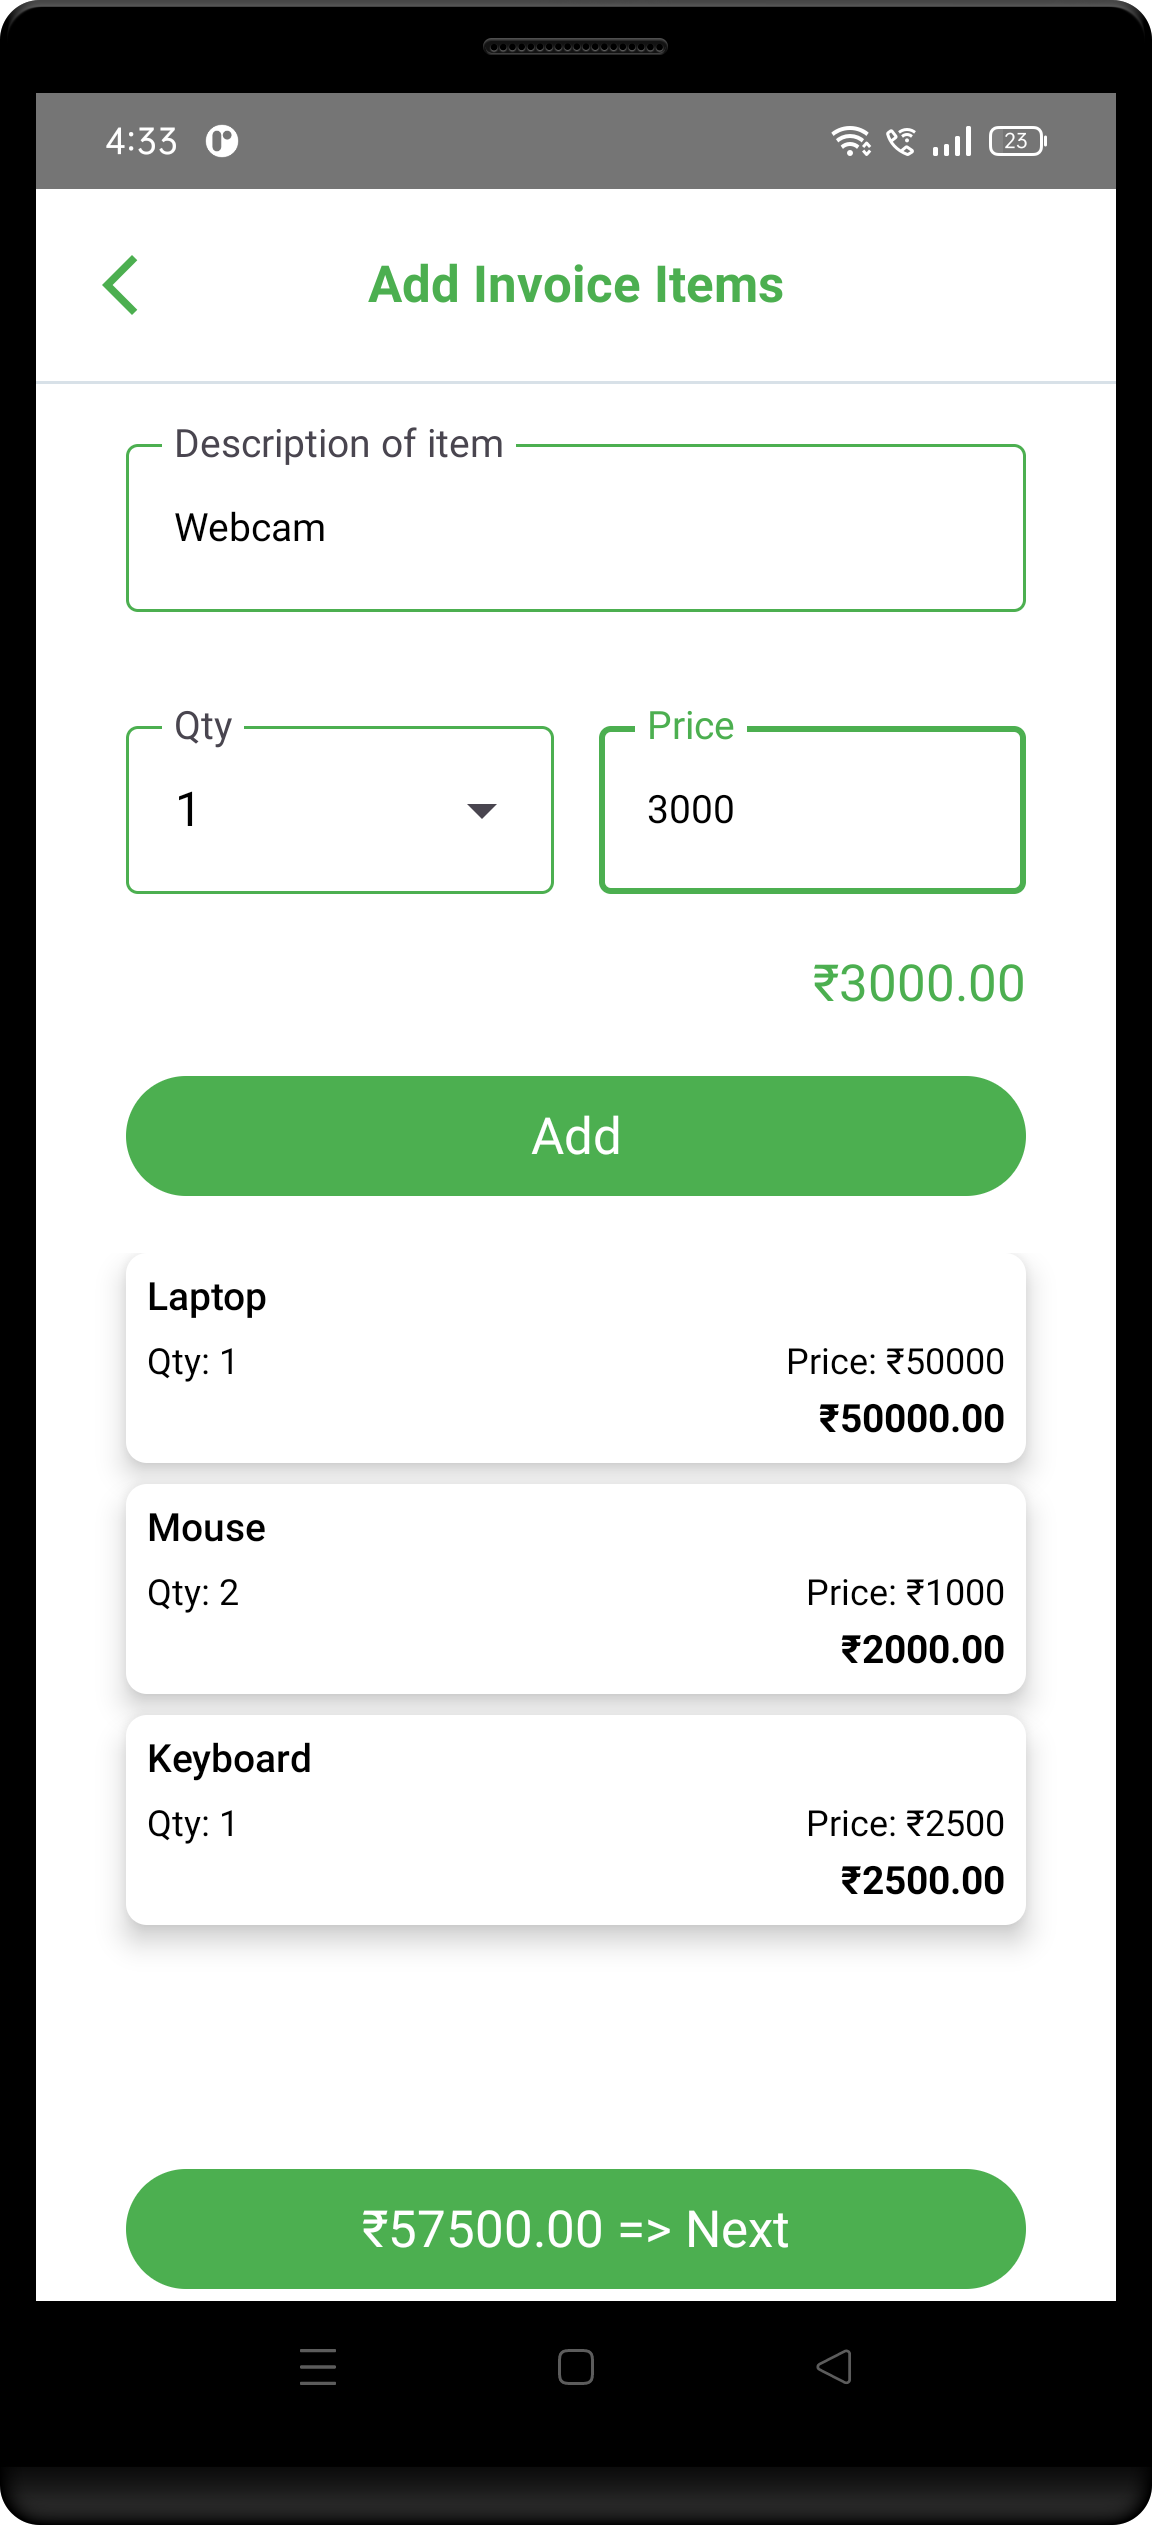 4:33
23
Add Invoice Items
Description of item
Webcam
Qty
Price
1
3000
₹3000.00
Add
Laptop
Qty: 1 Price: ₹50000
₹50000.00
Mouse
Qty: 2 Price: ₹1000
₹2000.00
Keyboard
Qty: 1 Price: ₹2500
₹2500.00
₹57500.00 => Next